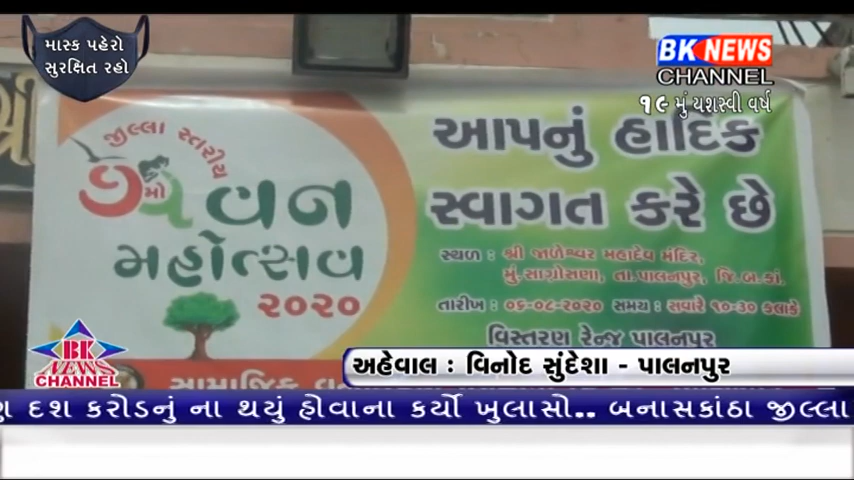 માસ્ક પહેરો
સુરક્ષિત રહો
BK NEWS
CHANNEL
૧૯ મું યશસ્વી વર્ષ
શ્રી
જીલ્લા સ્તરીય
૭૧ મો વન
મહોત્સવ
૨૦૨૦
આપનું હાર્દિક
સ્વાગત કરે છે
સ્થળ : શ્રી જાળેશ્વર મહાદેવ મંદિર,
મું.સાગ્રોસણા, તા.પાલનપુર, જિ.બ.કાં.
તારીખ : ૦૬-૦૮-૨૦૨૦ સમય : સવારે ૧૦-૩૦ કલાકે
વિસ્તરણ રેન્જ પાલનપુર
સામાજિક
BK
NEWS
CHANNEL
અહેવાલ : વિનોદ સુંદેશા - પાલનપુર
દશ કરોડનું ના થયું હોવાના કર્યો ખુલાસો.. બનાસકાંઠા જીલ્લા